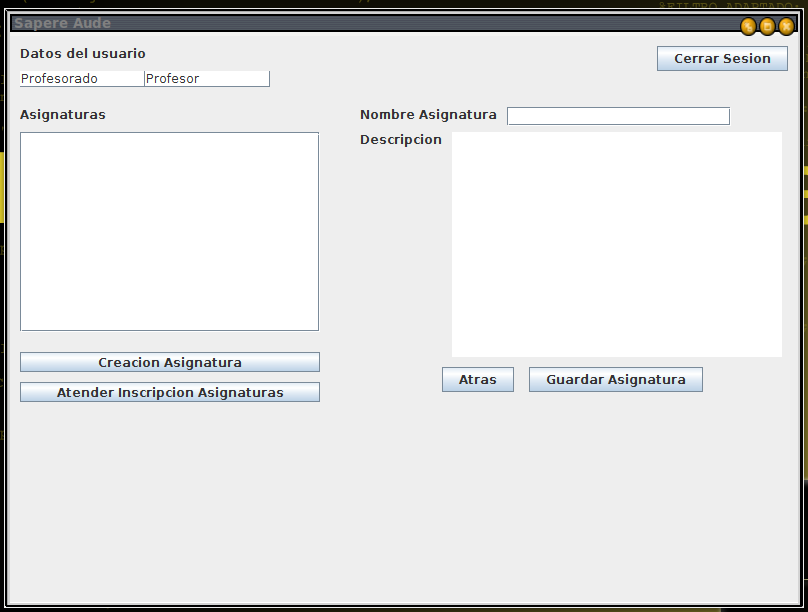 Sapere Aude
Datos del usuario
Cerrar Sesion
Profesorado Profesor
Asignaturas
Nombre Asignatura
Descripcion
Creacion Asignatura
Atras Guardar Asignatura
Atender Inscripcion Asignaturas